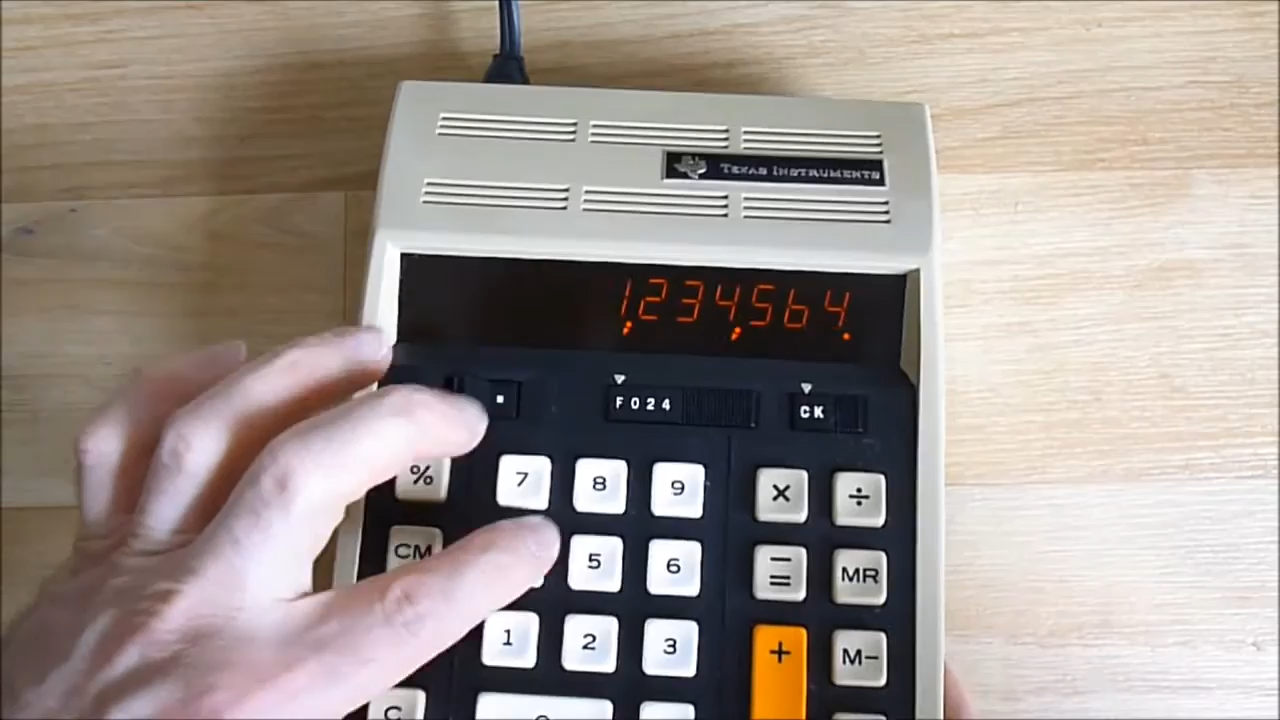 TEXAS INSTRUMENTS
1,234,564.
F 0 2 4
CK
% 7 8 9 × ÷
CM 5 6 − = MR
1 2 3 + M−
C